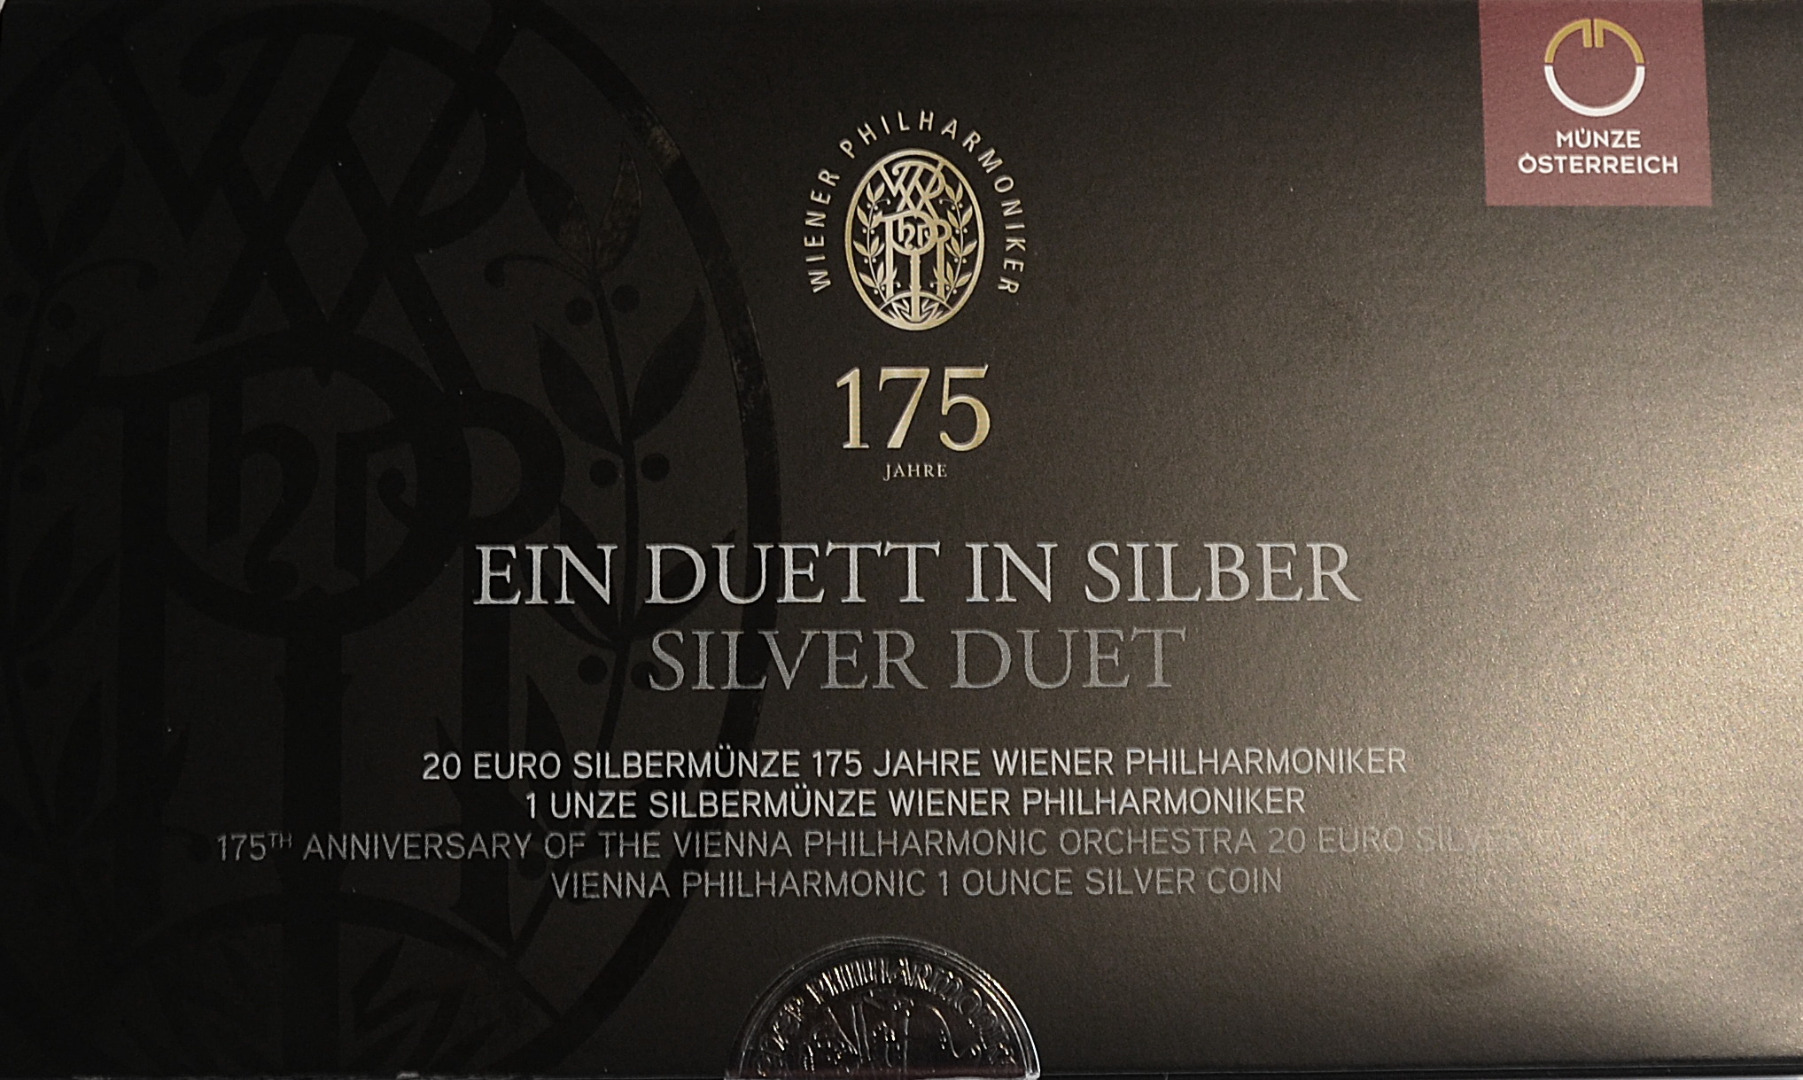 WIENER PHILHARMONIKER
MÜNZE
ÖSTERREICH
175
JAHRE
EIN DUETT IN SILBER
SILVER DUET
20 EURO SILBERMÜNZE 175 JAHRE WIENER PHILHARMONIKER
1 UNZE SILBERMÜNZE WIENER PHILHARMONIKER
175TH ANNIVERSARY OF THE VIENNA PHILHARMONIC ORCHESTRA 20 EURO SILVER
VIENNA PHILHARMONIC 1 OUNCE SILVER COIN